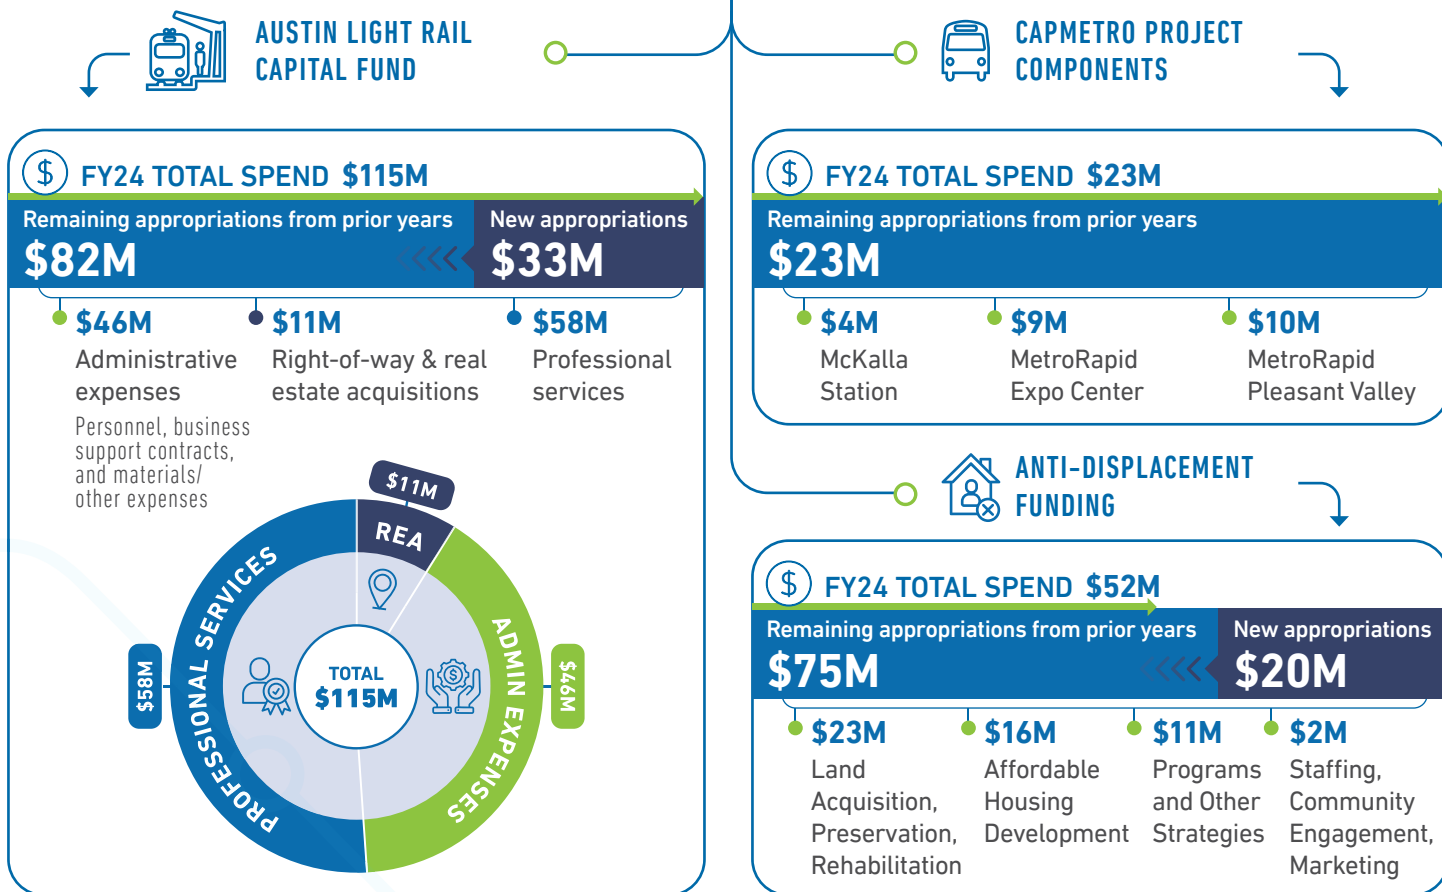 AUSTIN LIGHT RAIL
CAPITAL FUND
FY24 TOTAL SPEND $115M
Remaining appropriations from prior years
$82M
New appropriations
$33M
$46M
Administrative
expenses
Personnel, business
support contracts,
and materials/
other expenses
$11M
Right-of-way & real
estate acquisitions
$58M
Professional
services
$11M
REA
PROFESSIONAL SERVICES
$58M
ADMIN EXPENSES
$46M
TOTAL
$115M
CAPMETRO PROJECT
COMPONENTS
FY24 TOTAL SPEND $23M
Remaining appropriations from prior years
$23M
$4M
McKalla
Station
$9M
MetroRapid
Expo Center
$10M
MetroRapid
Pleasant Valley
ANTI-DISPLACEMENT
FUNDING
FY24 TOTAL SPEND $52M
Remaining appropriations from prior years
$75M
New appropriations
$20M
$23M
Land
Acquisition,
Preservation,
Rehabilitation
$16M
Affordable
Housing
Development
$11M
Programs
and Other
Strategies
$2M
Staffing,
Community
Engagement,
Marketing